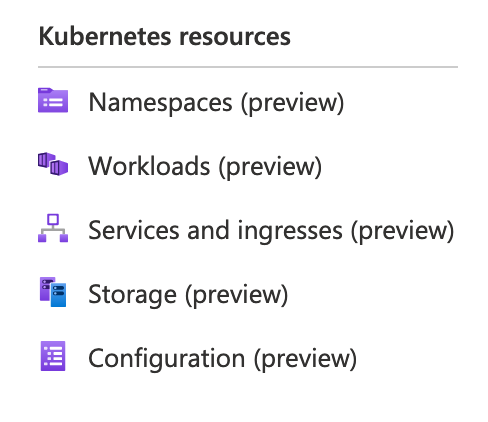 Kubernetes resources
Namespaces (preview)
Workloads (preview)
Services and ingresses (preview)
Storage (preview)
Configuration (preview)